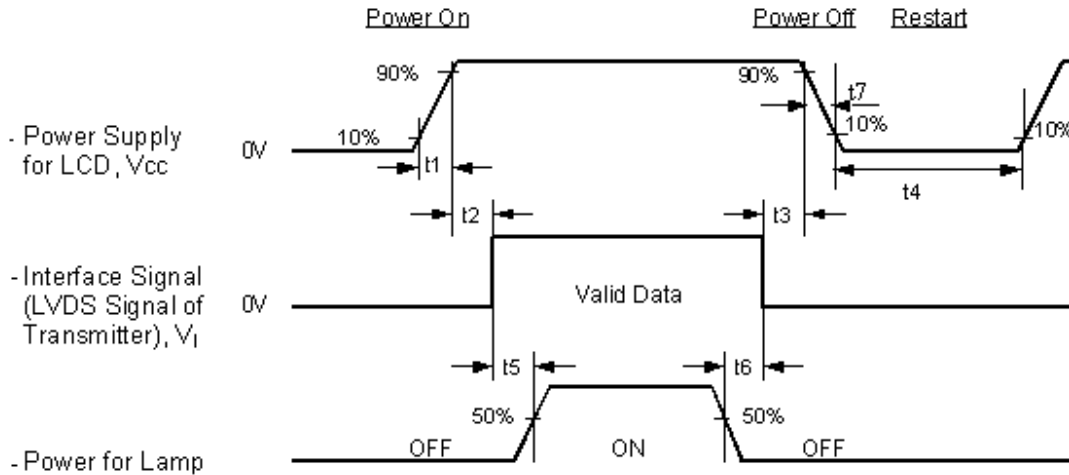 Power On Power Off Restart
90% 90% t7
- Power Supply 10% 10% 10%
for LCD, Vcc 0V t1
t4
t2 t3
- Interface Signal
(LVDS Signal of 0V Valid Data
Transmitter), VI
t5 t6
50% 50%
- Power for Lamp OFF ON OFF